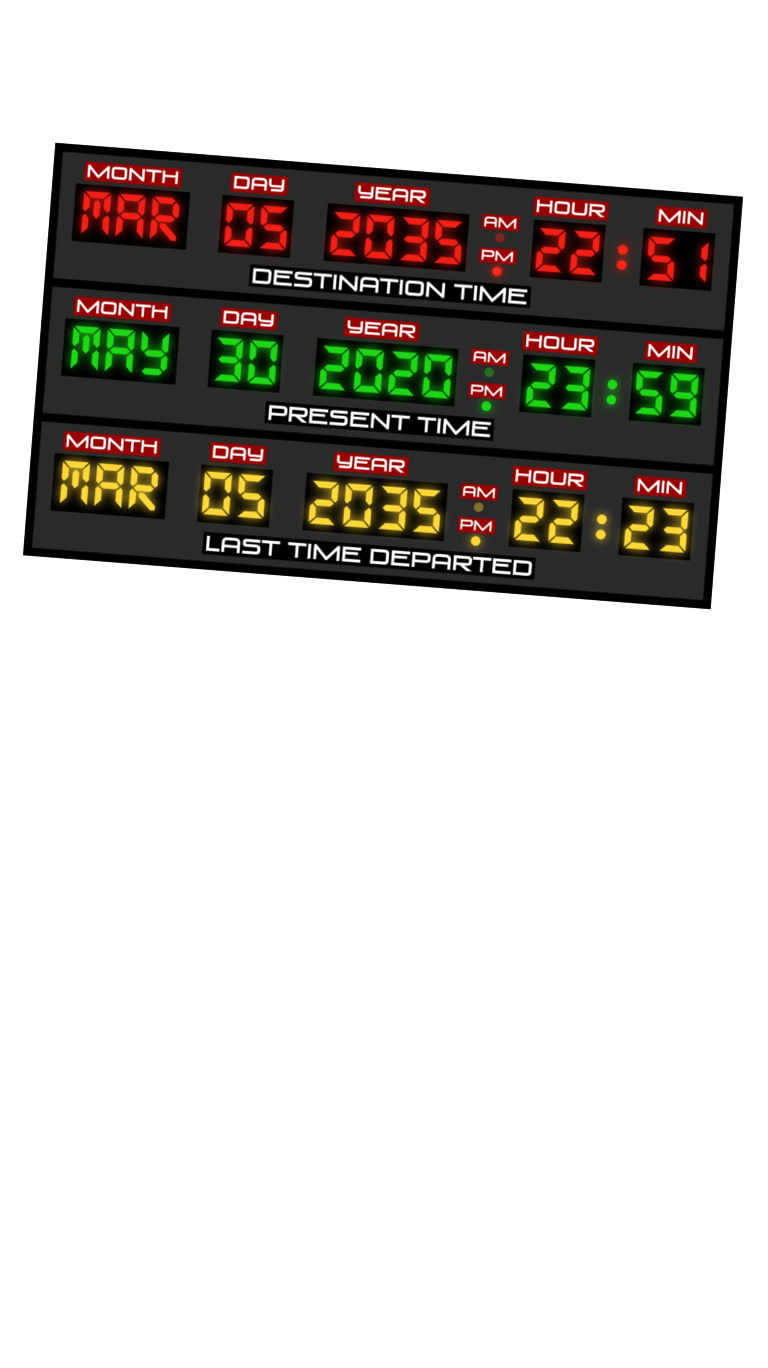 MONTH DAY YEAR AM HOUR MIN
MAR 05 2035 PM 22:51
DESTINATION TIME
MONTH DAY YEAR AM HOUR MIN
MAY 30 2020 PM 23:59
PRESENT TIME
MONTH DAY YEAR AM HOUR MIN
MAR 05 2035 PM 22:23
LAST TIME DEPARTED